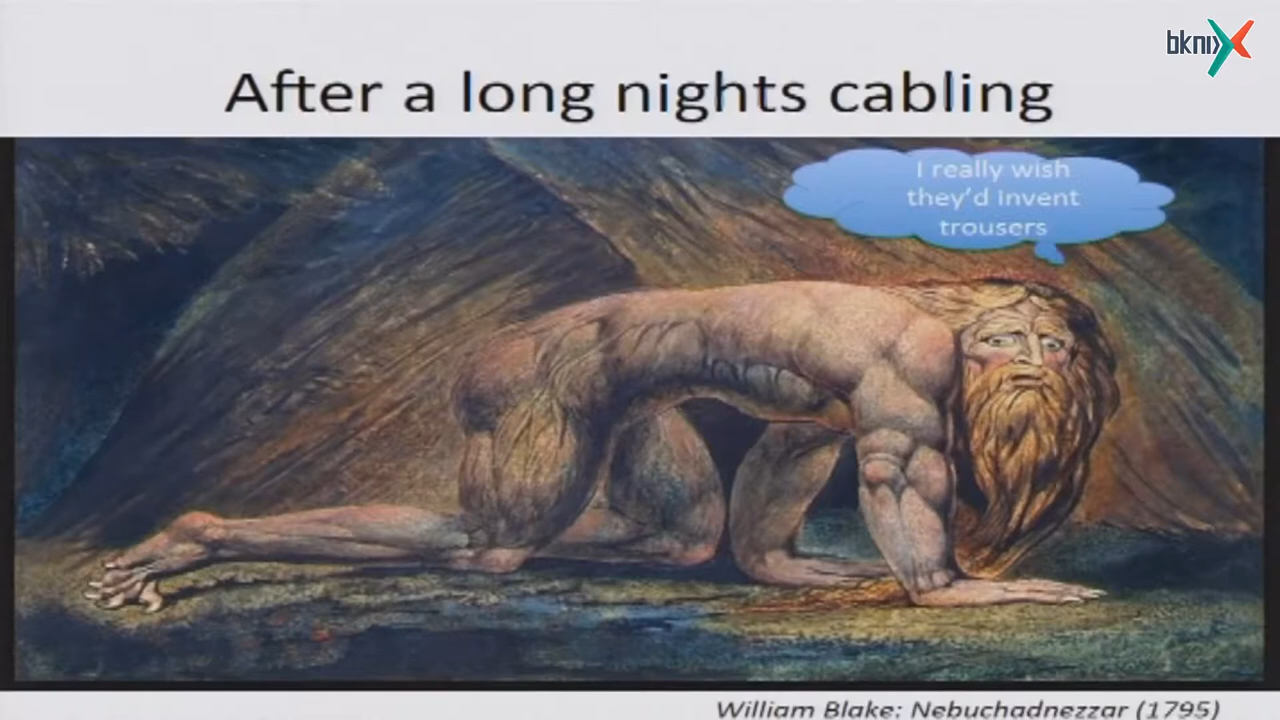 bknix
After a long nights cabling
I really wish
they'd invent
trousers
William Blake: Nebuchadnezzar (1795)